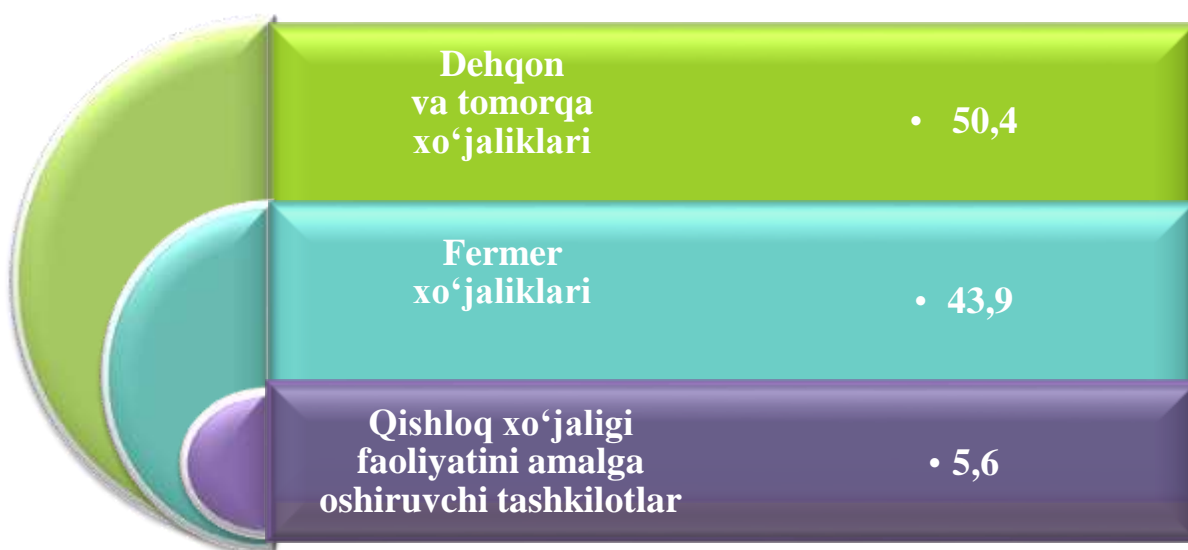 Dehqon
va tomorqa
xo‘jaliklari
• 50,4
Fermer
xo‘jaliklari
• 43,9
Qishloq xo‘jaligi
faoliyatini amalga
oshiruvchi tashkilotlar
• 5,6